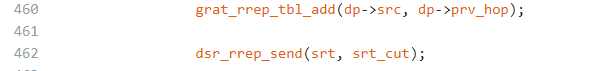 460 grat_rrep_tbl_add(dp->src, dp->prv_hop);
461
462 dsr_rrep_send(srt, srt_cut);